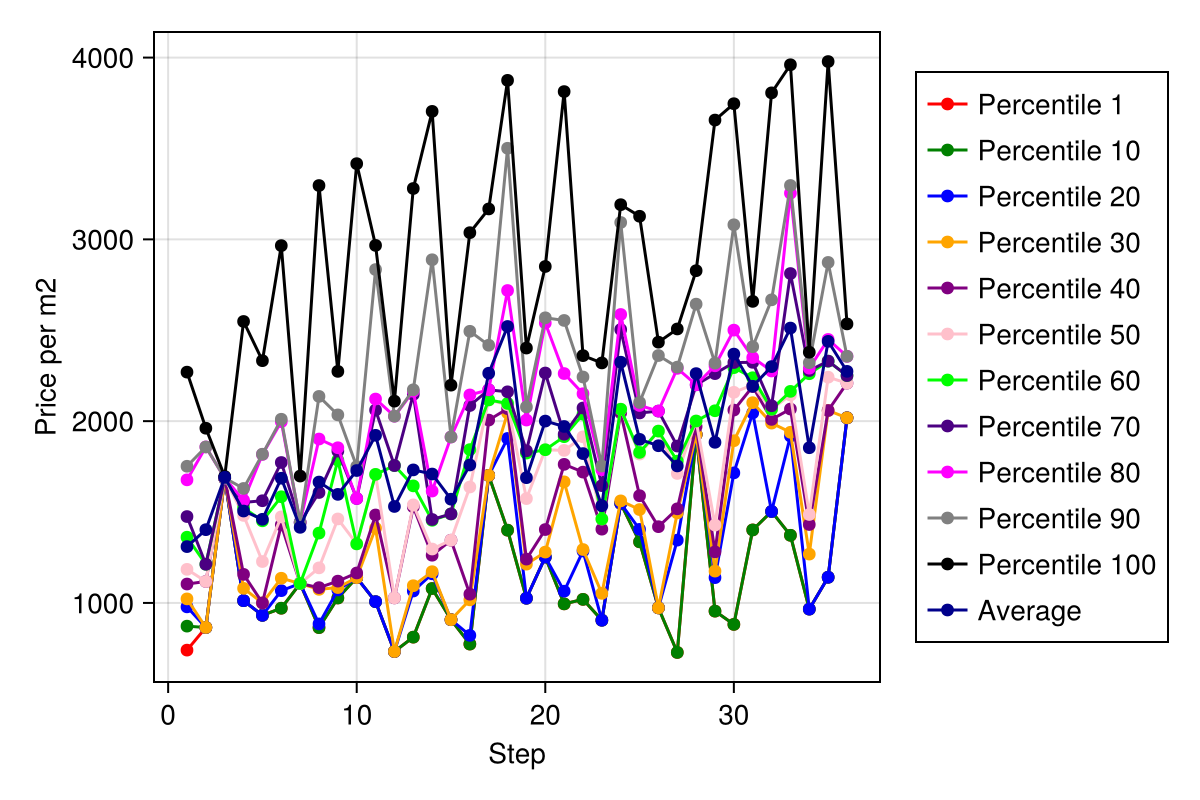 4000
3000
2000
1000
Price per m2
0
10
20
30
Step
Percentile 1
Percentile 10
Percentile 20
Percentile 30
Percentile 40
Percentile 50
Percentile 60
Percentile 70
Percentile 80
Percentile 90
Percentile 100
Average